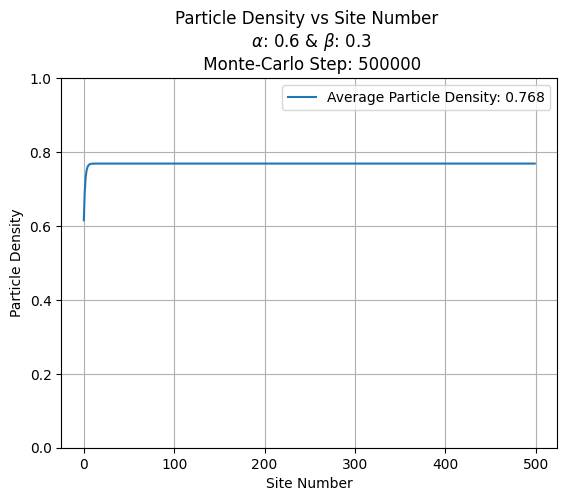 Particle Density vs Site Number
α: 0.6 & β: 0.3
Monte-Carlo Step: 500000
Average Particle Density: 0.768
1.0
0.8
0.6
0.4
0.2
0.0
Particle Density
0 100 200 300 400 500
Site Number